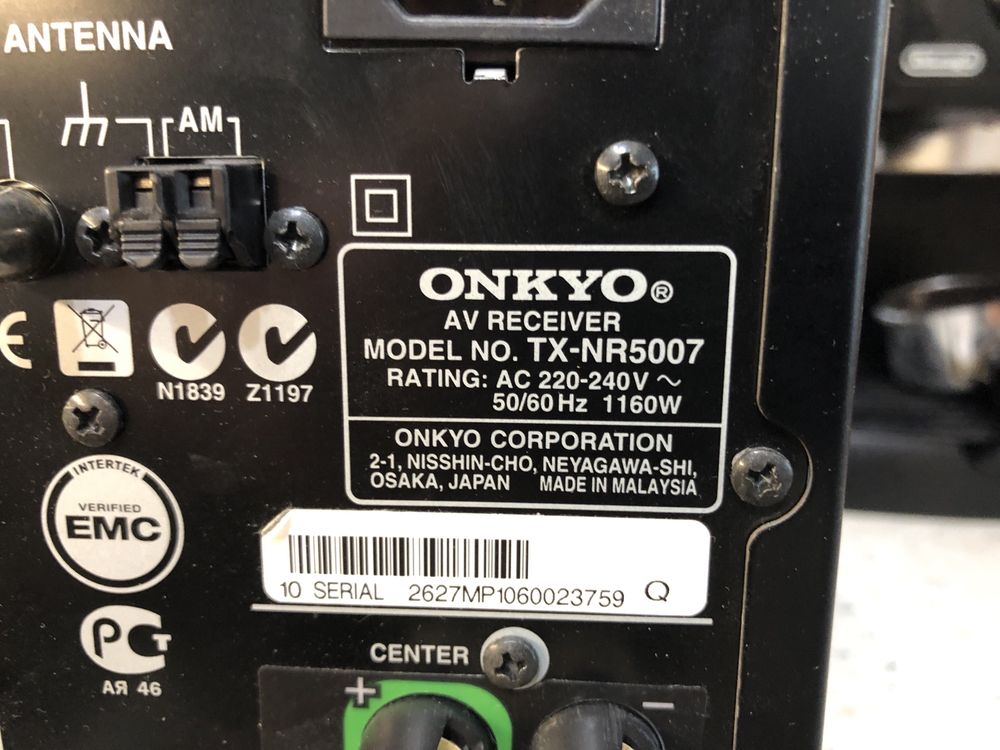 ANTENNA
AM
ONKYO®
AV RECEIVER
MODEL NO. TX-NR5007
RATING: AC 220-240V ~
50/60 Hz 1160W
ONKYO CORPORATION
2-1, NISSHIN-CHO, NEYAGAWA-SHI,
OSAKA, JAPAN MADE IN MALAYSIA
CE
N1839 Z1197
INTERTEK
VERIFIED
EMC
10 SERIAL 2627MP1060023759 Q
РСТ
АЯ 46
CENTER
+ −